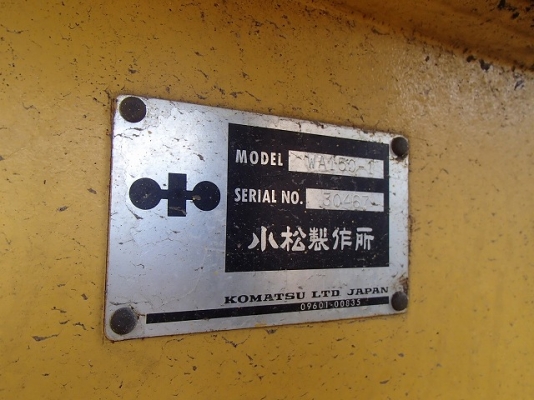 MODEL WA150-1
SERIAL NO. 30467
小松製作所
KOMATSU LTD JAPAN
09601-00835